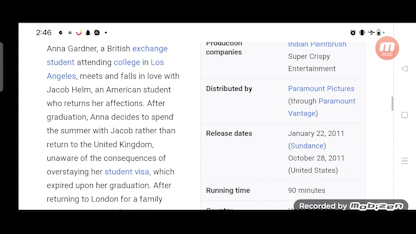 2:46
Anna Gardner, a British exchange
student attending college in Los
Angeles, meets and falls in love with
Jacob Helm, an American student
who returns her affections. After
graduation, Anna decides to spend
the summer with Jacob rather than
return to the United Kingdom,
unaware of the consequences of
overstaying her student visa, which
expired upon her graduation. After
returning to London for a family
Production
companies
Indian Paintbrush
Super Crispy
Entertainment
Distributed by
Paramount Pictures
(through Paramount
Vantage)
Release dates
January 22, 2011
(Sundance)
October 28, 2011
(United States)
Running time
90 minutes
Recorded by Mobizen